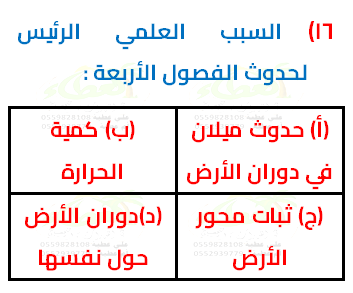 ١٦) السبب العلمي الرئيس
لحدوث الفصول الأربعة :
(أ) حدوث ميلان
في دوران الأرض
(ب) كمية
الحرارة
(ج) ثبات محور
الأرض
(د)دوران الأرض
حول نفسها